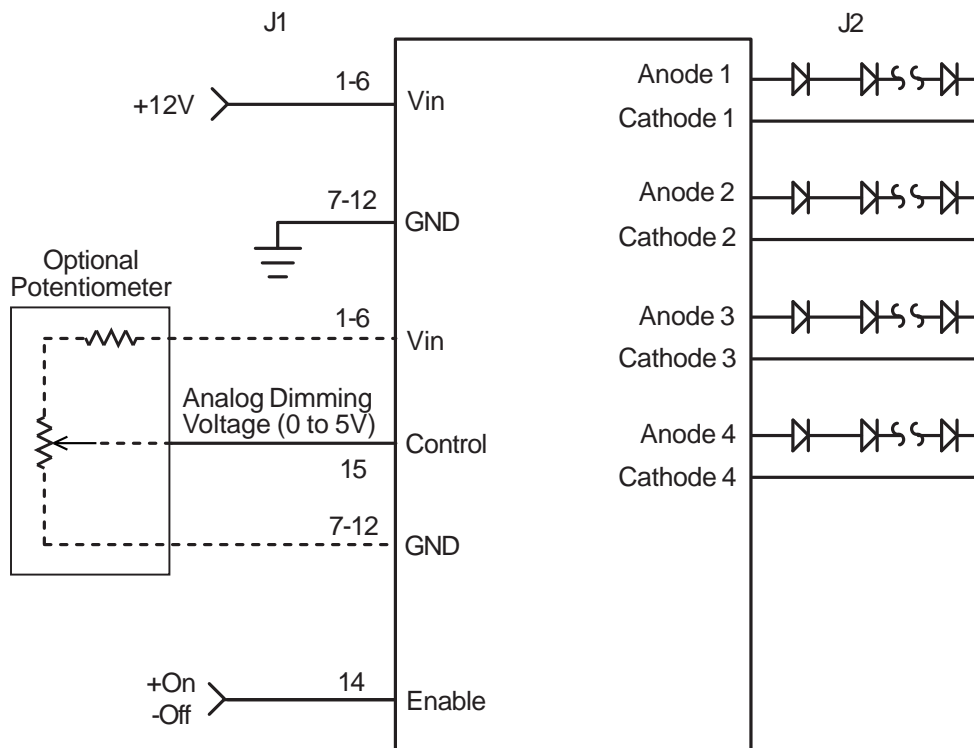 J1
J2
1-6
+12V
Vin
7-12
GND
Optional
Potentiometer
1-6
Vin
Analog Dimming
Voltage (0 to 5V)
Control
15
7-12
GND
+On
-Off
14
Enable
Anode 1
Cathode 1
Anode 2
Cathode 2
Anode 3
Cathode 3
Anode 4
Cathode 4